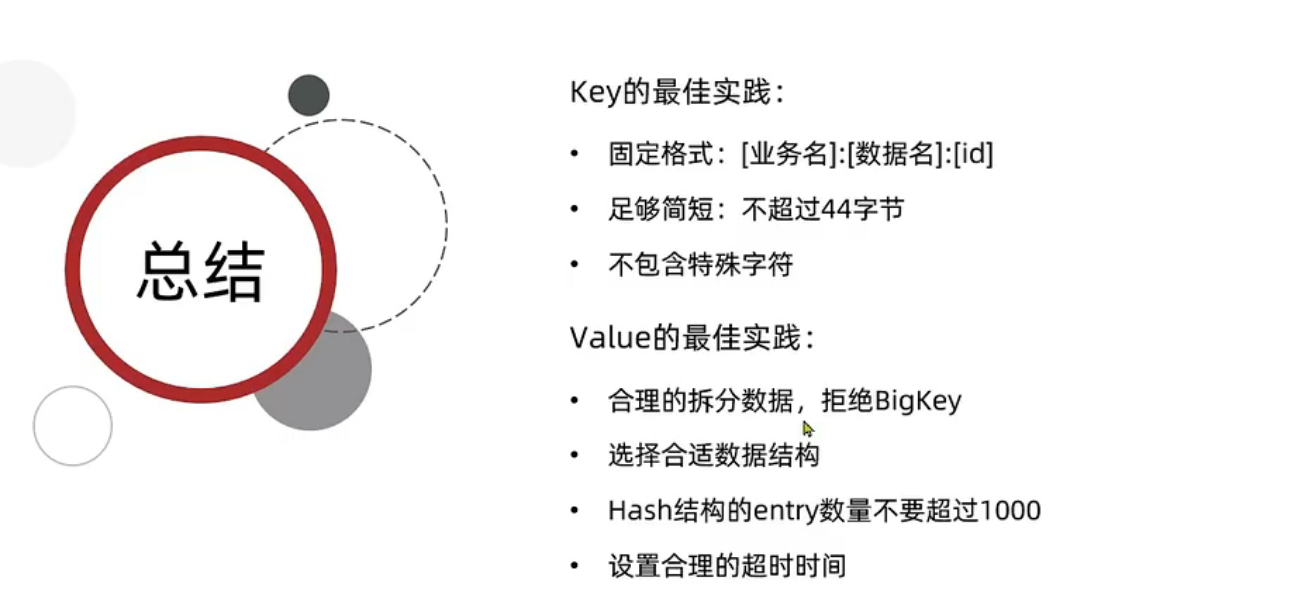 总结
Key的最佳实践：
• 固定格式：[业务名]:[数据名]:[id]
• 足够简短：不超过44字节
• 不包含特殊字符
Value的最佳实践：
• 合理的拆分数据，拒绝BigKey
• 选择合适数据结构
• Hash结构的entry数量不要超过1000
• 设置合理的超时时间